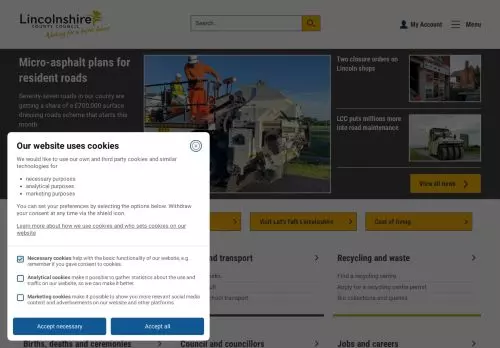 Lincolnshire
COUNTY COUNCIL
Working for a better future
Search...
My Account
Menu
Micro-asphalt plans for
resident roads
Seventy-seven roads in our county are
getting a share of a £700,000 surface
dressing roads scheme that starts this
month
Two closure orders on
Lincoln shops
LCC puts millions more
into road maintenance
View all news
Visit Let's Talk Lincolnshire
Cost of living
Our website uses cookies
We would like to use our own and third party cookies and similar
technologies for:
necessary purposes
analytical purposes
marketing purposes
You can set your preferences by selecting the options below. Withdraw
your consent at any time via the shield icon.
Learn more about how we use cookies and who sets cookies on our
website
Necessary cookies help with the basic functionality of our website, e.g.
remember if you gave consent to cookies.
Analytical cookies make it possible to gather statistics about the use and
traffic on our website, so we can make it better.
Marketing cookies make it possible to show you more relevant social media
content and advertisements on our website and other platforms.
Accept necessary
Accept all
and transport
transport
Recycling and waste
Find a recycling centre
Apply for a recycling centre permit
Bin collections and queries
Births, deaths and ceremonies
Council and councillors
Jobs and careers